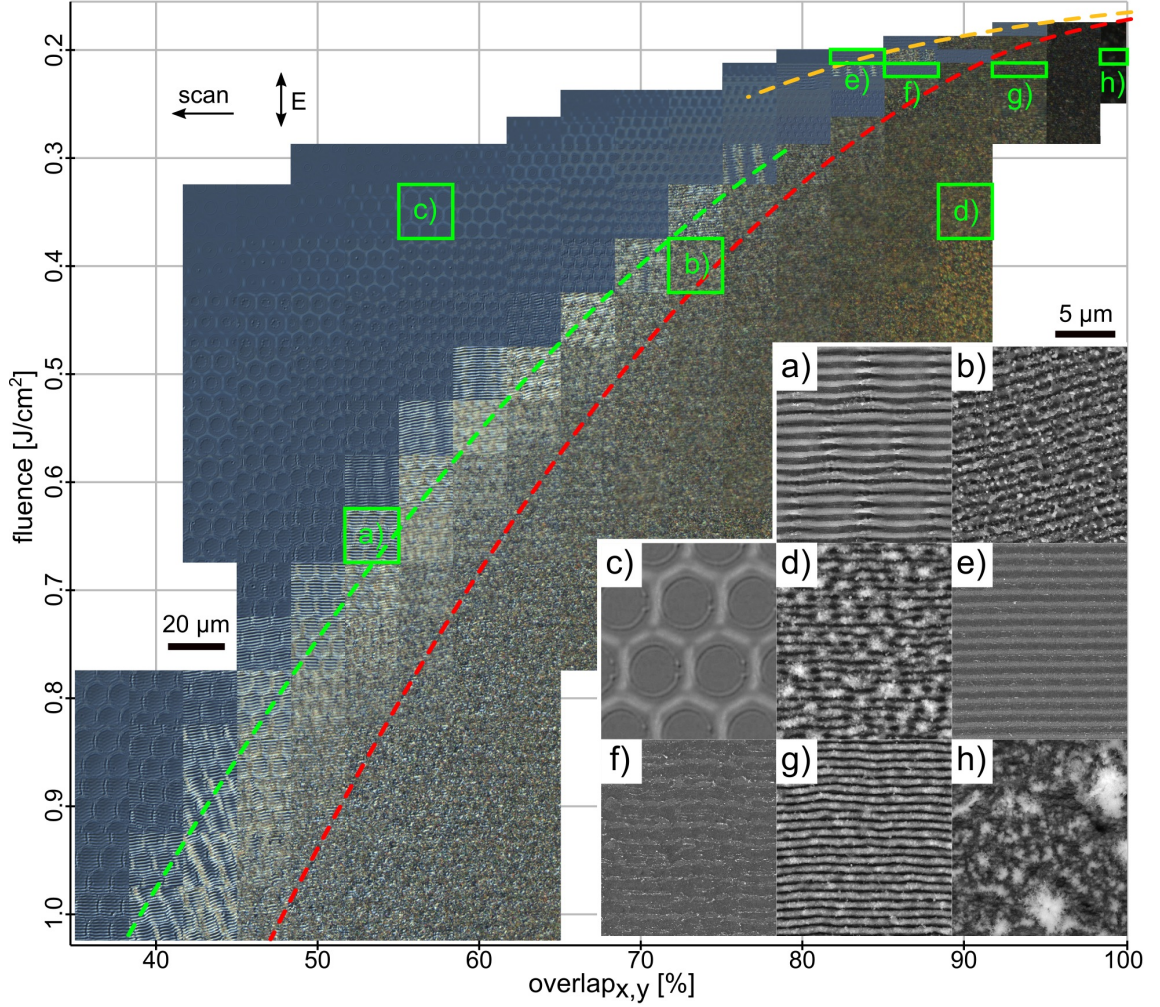 0.2
0.3
0.4
0.5
0.6
0.7
0.8
0.9
1.0
fluence [J/cm²]
scan
E
e)
f)
g)
h)
c)
d)
b)
a)
5 µm
20 µm
a)
b)
c)
d)
e)
f)
g)
h)
40
50
60
70
80
90
100
overlapx,y [%]